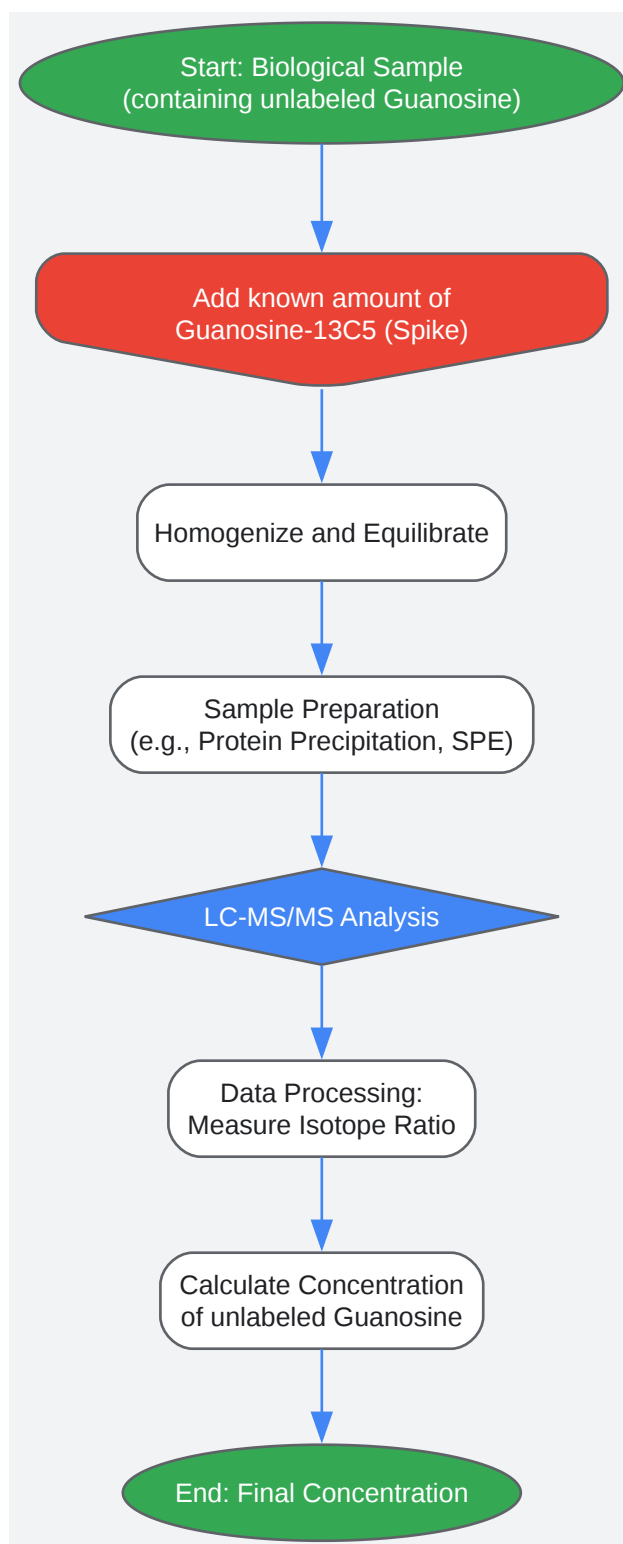 Start: Biological Sample
(containing unlabeled Guanosine)
Add known amount of
Guanosine-13C5 (Spike)
Homogenize and Equilibrate
Sample Preparation
(e.g., Protein Precipitation, SPE)
LC-MS/MS Analysis
Data Processing:
Measure Isotope Ratio
Calculate Concentration
of unlabeled Guanosine
End: Final Concentration